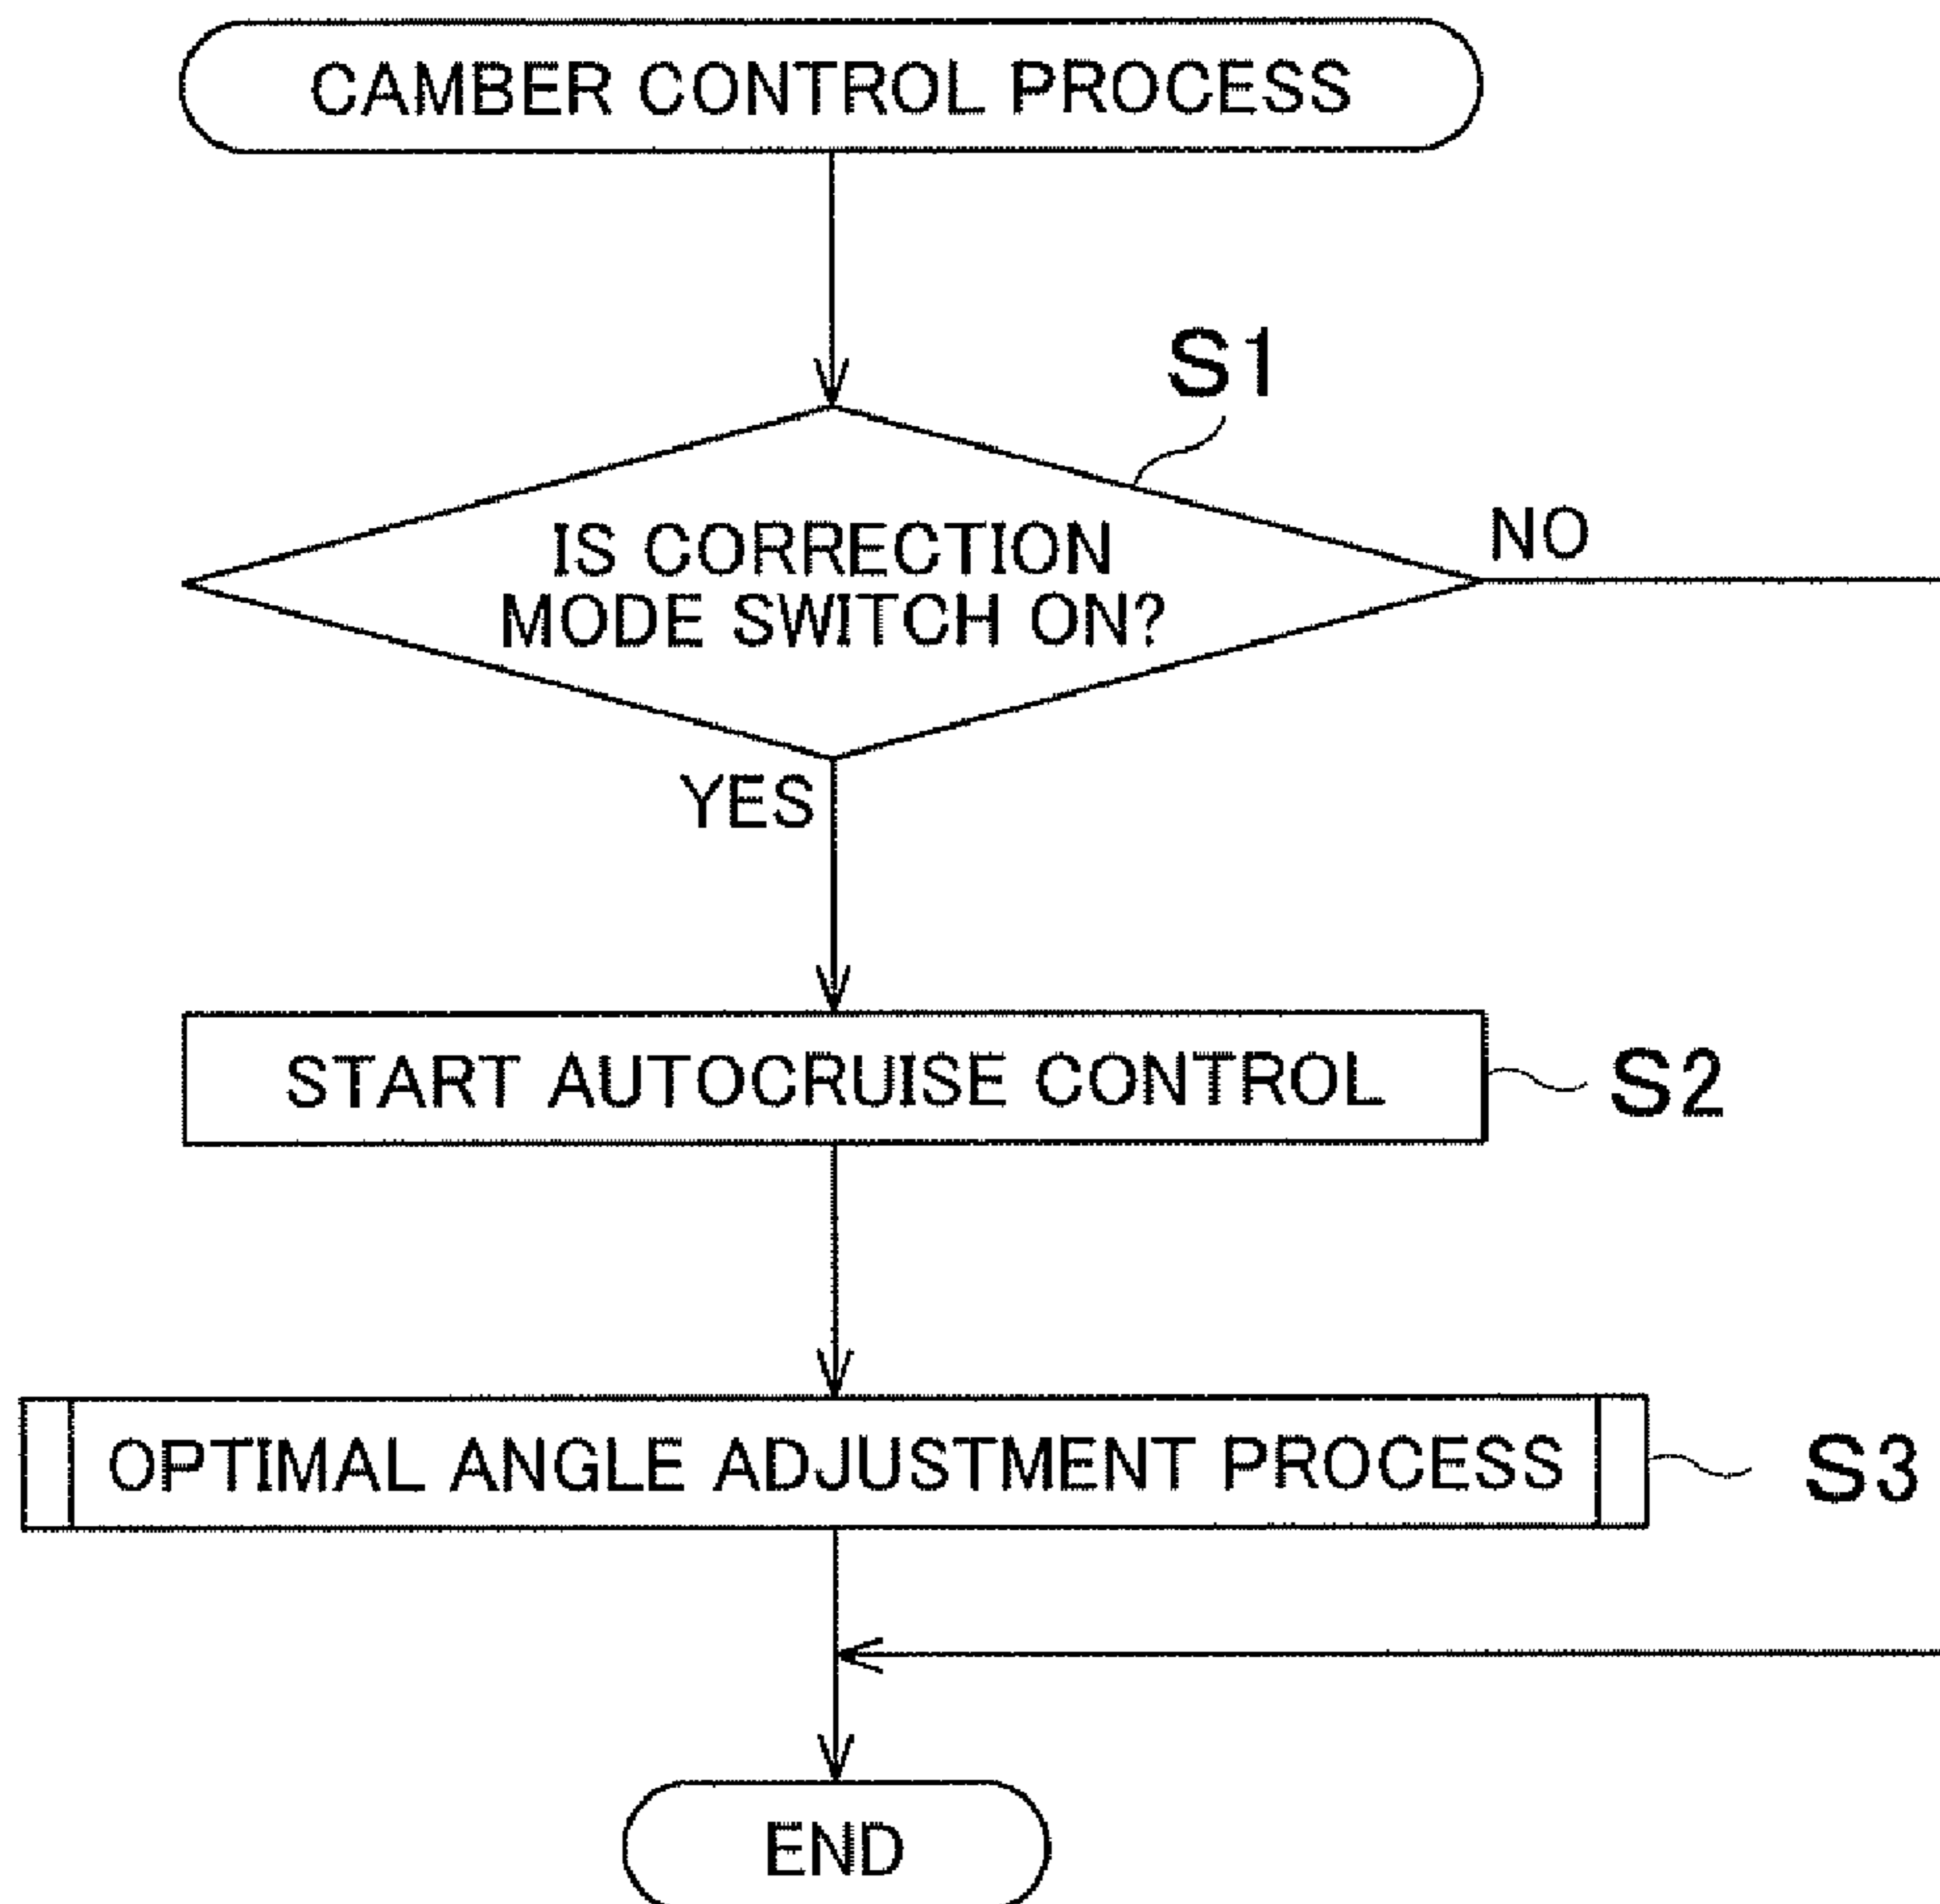 CAMBER CONTROL PROCESS
S1
IS CORRECTION
MODE SWITCH ON?
NO
YES
START AUTOCRUISE CONTROL
S2
OPTIMAL ANGLE ADJUSTMENT PROCESS
S3
END